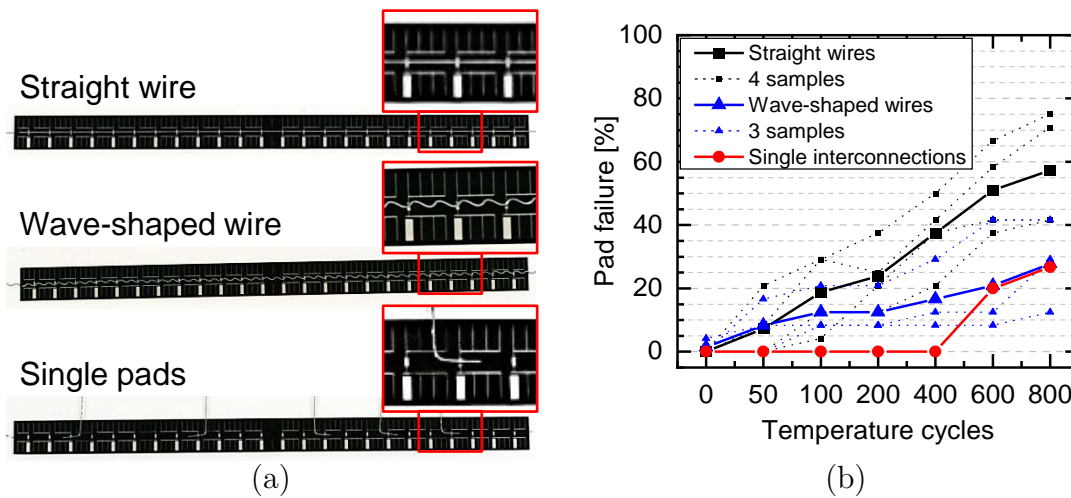 Straight wire
Wave-shaped wire
Single pads
(a)
100
80
60
40
20
0
Pad failure [%]
Straight wires
4 samples
Wave-shaped wires
3 samples
Single interconnections
0 50 100 200 400 600 800
Temperature cycles
(b)